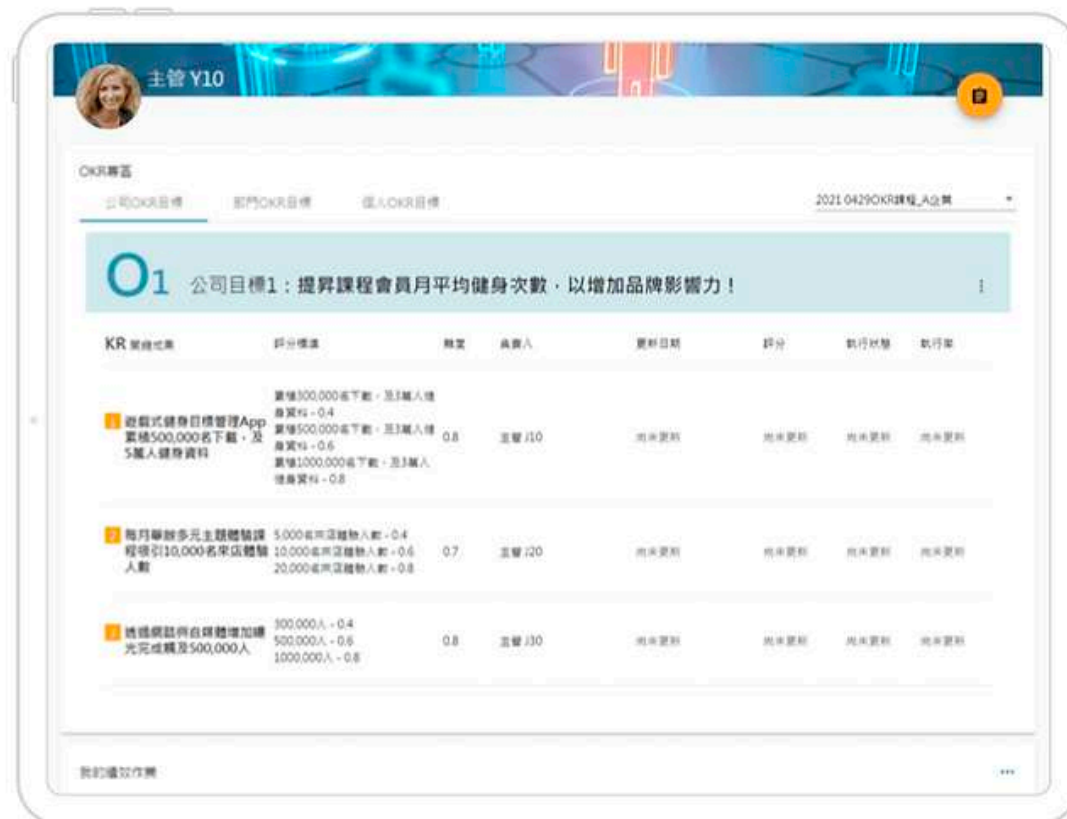 主管 Y10
OKR專區
公司OKR目標 部門OKR目標 個人OKR目標 2021 0429OKR課程_A企業
O1 公司目標1：提昇課程會員月平均健身次數，以增加品牌影響力！
KR 關鍵成果 評分標準 難度 負責人 更新日期 評分 執行狀態 執行率
1 遊戲式健身目標管理App
累積500,000名下載，及
5萬人健身資料
累積300,000名下載，及3萬人健
身資料 - 0.4
累積500,000名下載，及3萬人健
身資料 - 0.6
累積1000,000名下載，及3萬人
健身資料 - 0.8
0.8 主管 J10 尚未更新 尚未更新 尚未更新 尚未更新
2 每月舉辦多元主題體驗課
程吸引10,000名來店體驗
人數
5,000名來店體驗人數 - 0.4
10,000名來店體驗人數 - 0.6
20,000名來店體驗人數 - 0.8
0.7 主管 J20 尚未更新 尚未更新 尚未更新 尚未更新
3 透過網路與自媒體增加曝
光完成觸及500,000人
300,000人 - 0.4
500,000人 - 0.6
1000,000人 - 0.8
0.8 主管 J30 尚未更新 尚未更新 尚未更新 尚未更新
我的績效作業